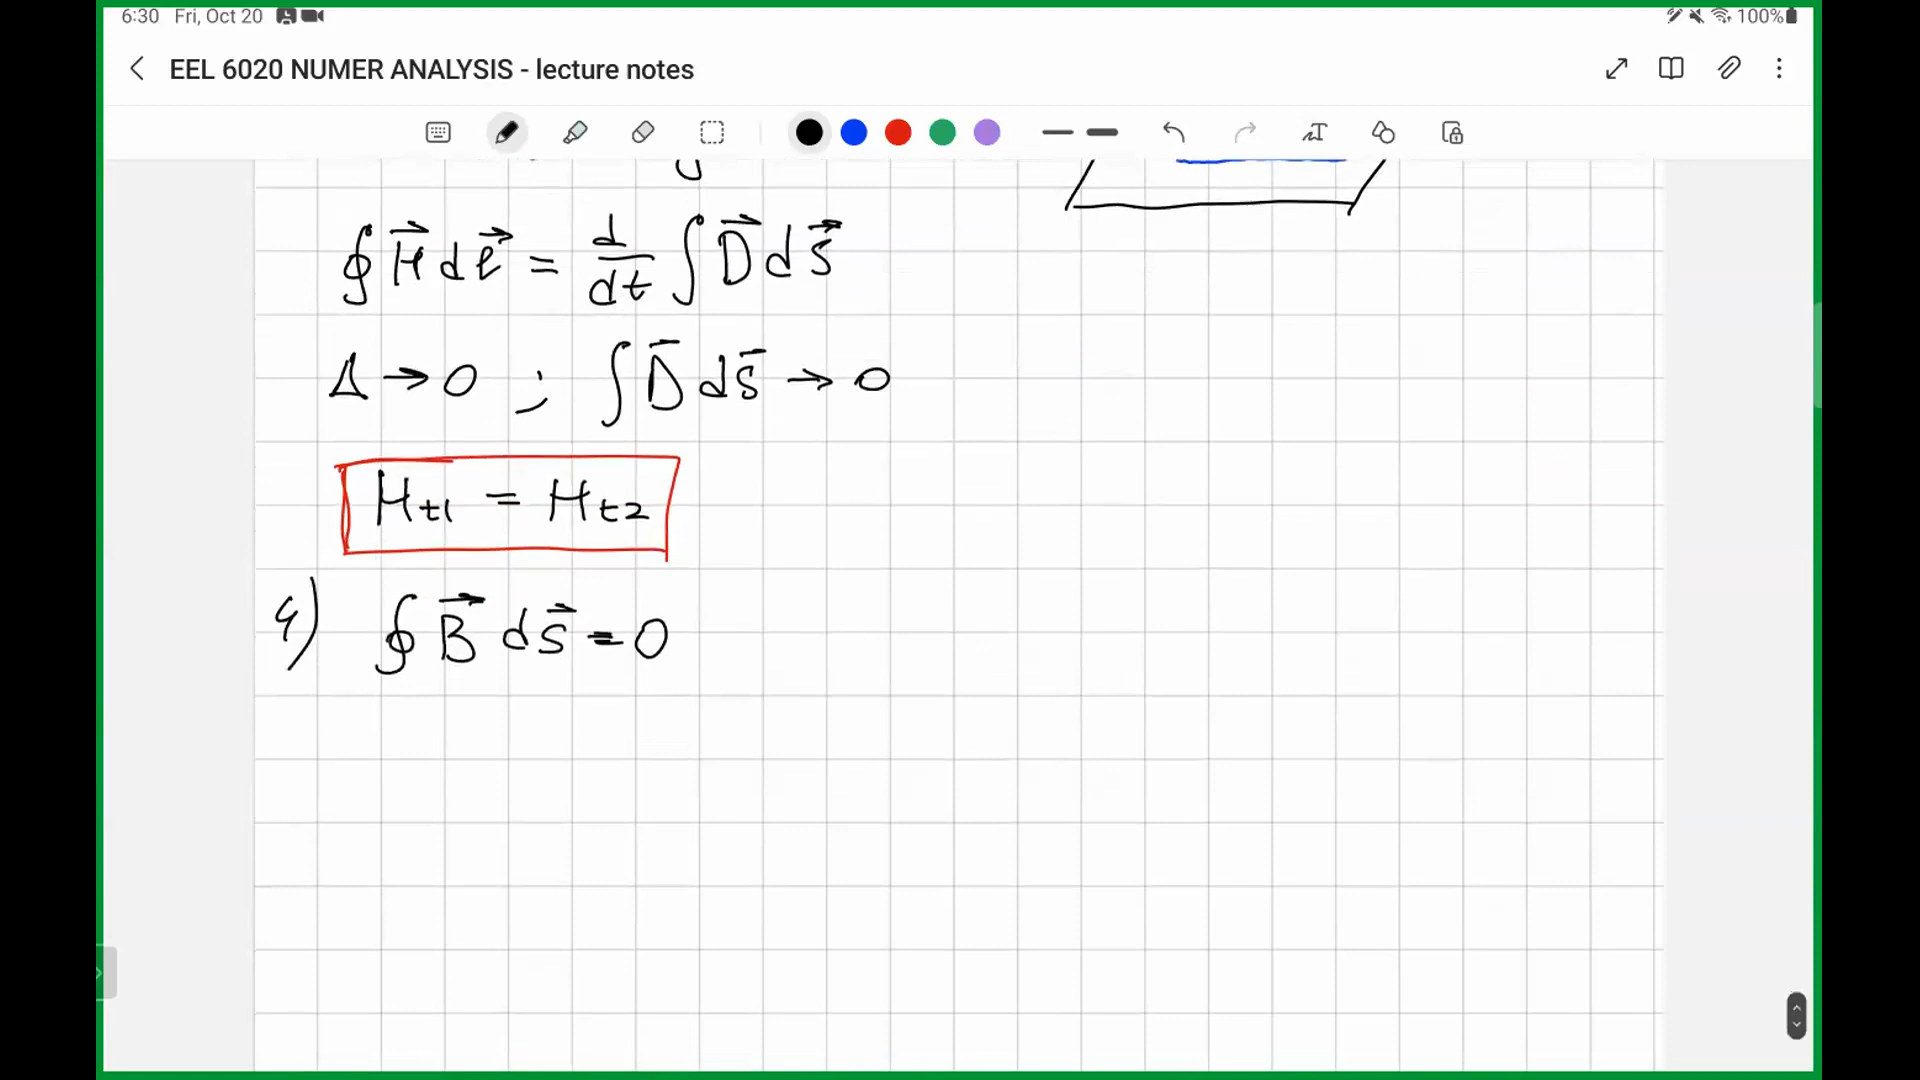 6:30 Fri, Oct 20 100%
EEL 6020 NUMER ANALYSIS - lecture notes
∮ H⃗ dℓ⃗ = d/dt ∫ D⃗ ds⃗
Δ → 0 ; ∫ D⃗ ds⃗ → 0
Ht1 = Ht2
4) ∮ B⃗ ds⃗ = 0